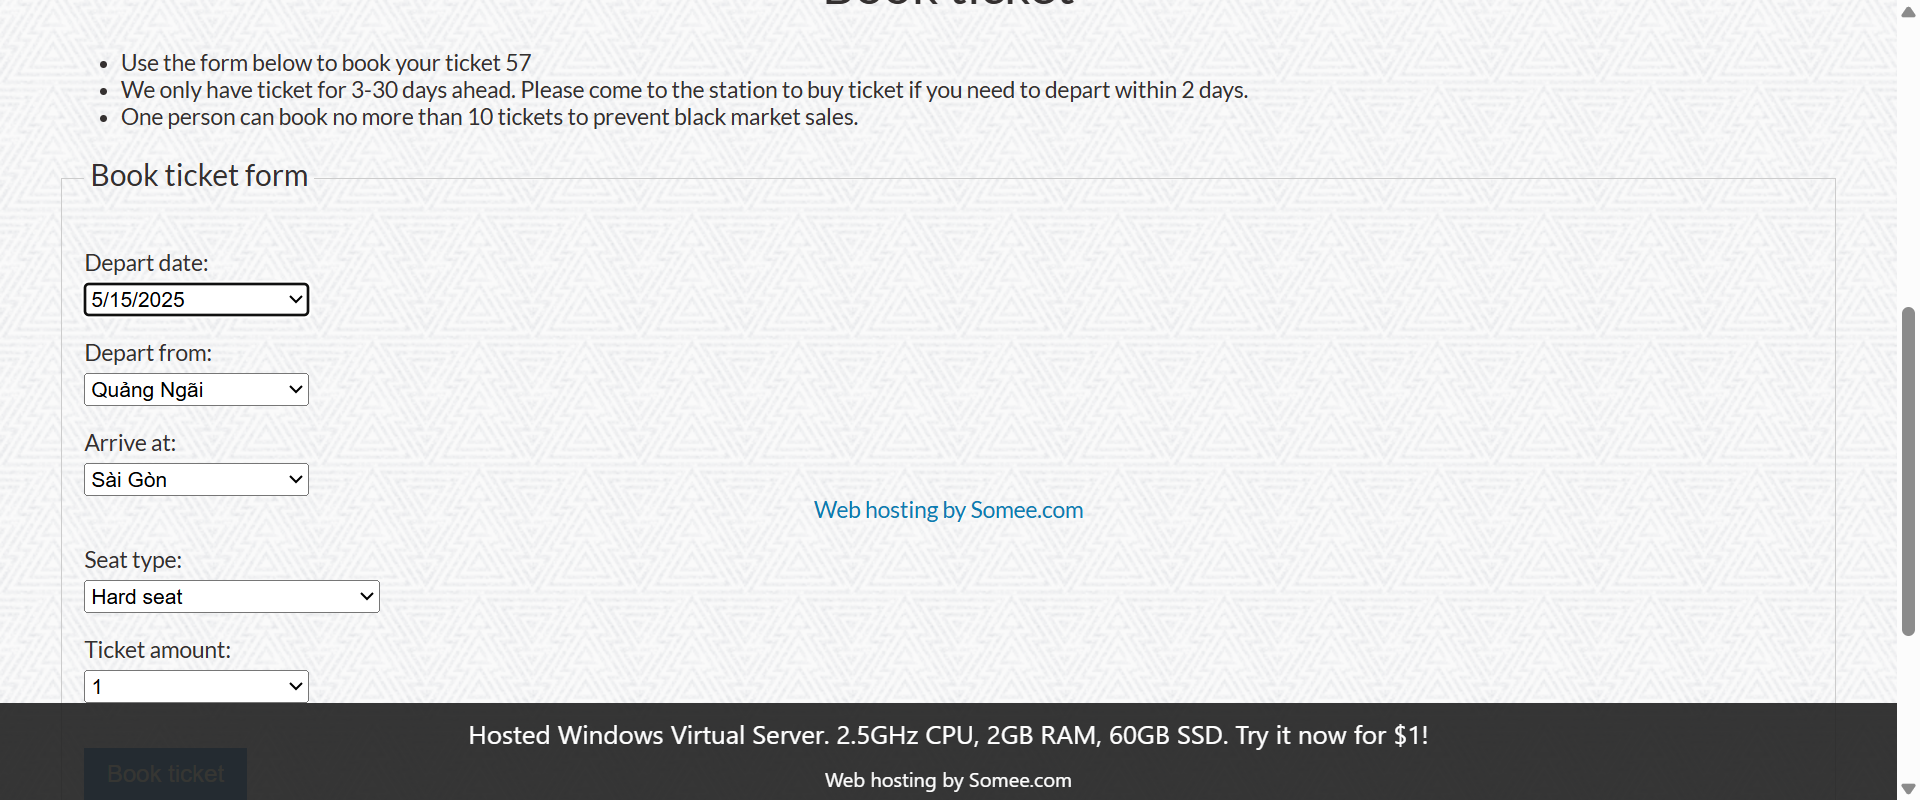 Book ticket
Use the form below to book your ticket 57
We only have ticket for 3-30 days ahead. Please come to the station to buy ticket if you need to depart within 2 days.
One person can book no more than 10 tickets to prevent black market sales.
Book ticket form
Depart date:
5/15/2025
Depart from:
Quảng Ngãi
Arrive at:
Sài Gòn
Web hosting by Somee.com
Seat type:
Hard seat
Ticket amount:
1
Hosted Windows Virtual Server. 2.5GHz CPU, 2GB RAM, 60GB SSD. Try it now for $1!
Book ticket
Web hosting by Somee.com